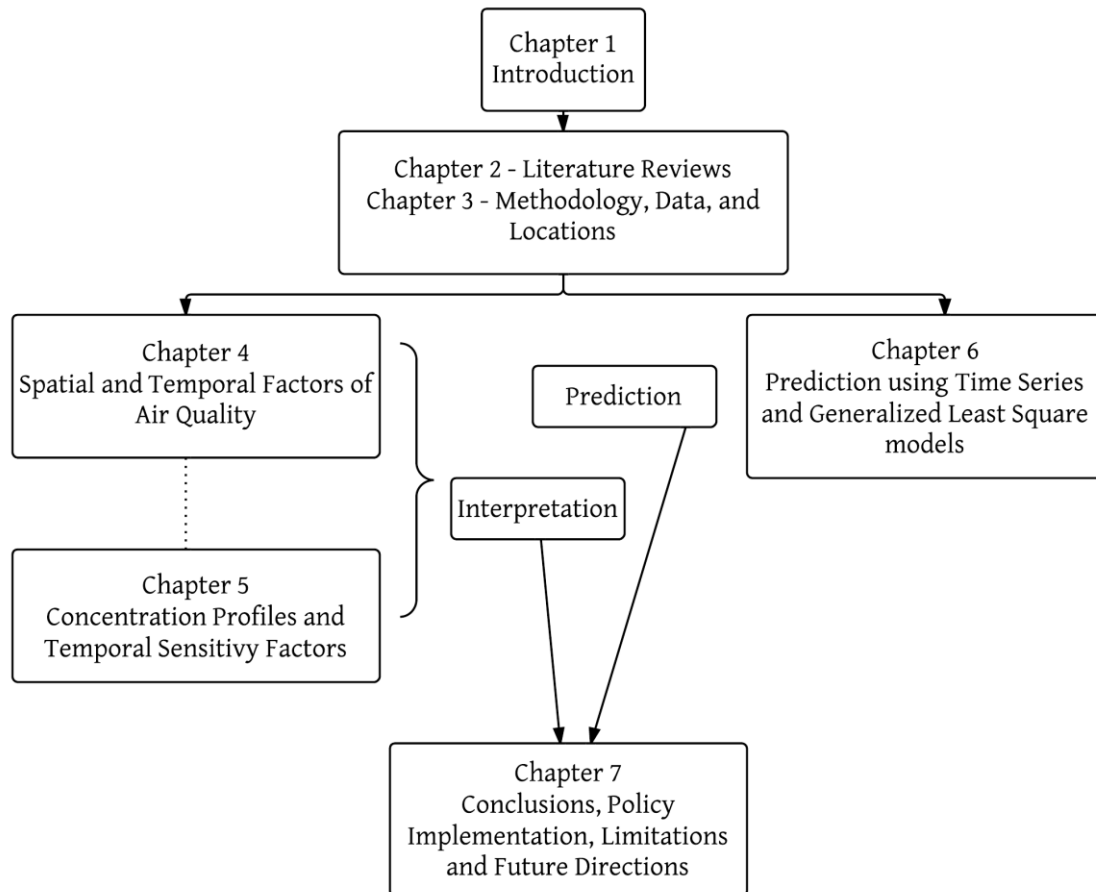 Chapter 1
Introduction
Chapter 2 - Literature Reviews
Chapter 3 - Methodology, Data, and
Locations
Chapter 4
Spatial and Temporal Factors of
Air Quality
Chapter 6
Prediction using Time Series
and Generalized Least Square
models
Prediction
Interpretation
Chapter 5
Concentration Profiles and
Temporal Sensitivy Factors
Chapter 7
Conclusions, Policy
Implementation, Limitations
and Future Directions